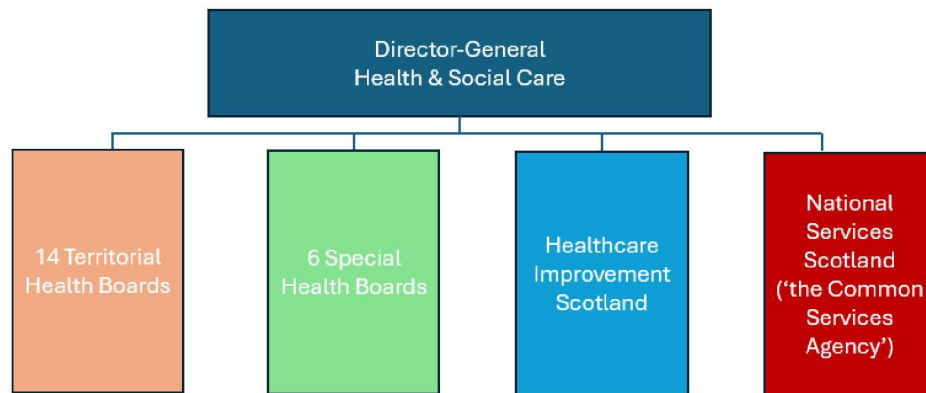 Director-General
Health & Social Care
14 Territorial
Health Boards
6 Special
Health Boards
Healthcare
Improvement
Scotland
National
Services
Scotland
(‘the Common
Services
Agency’)